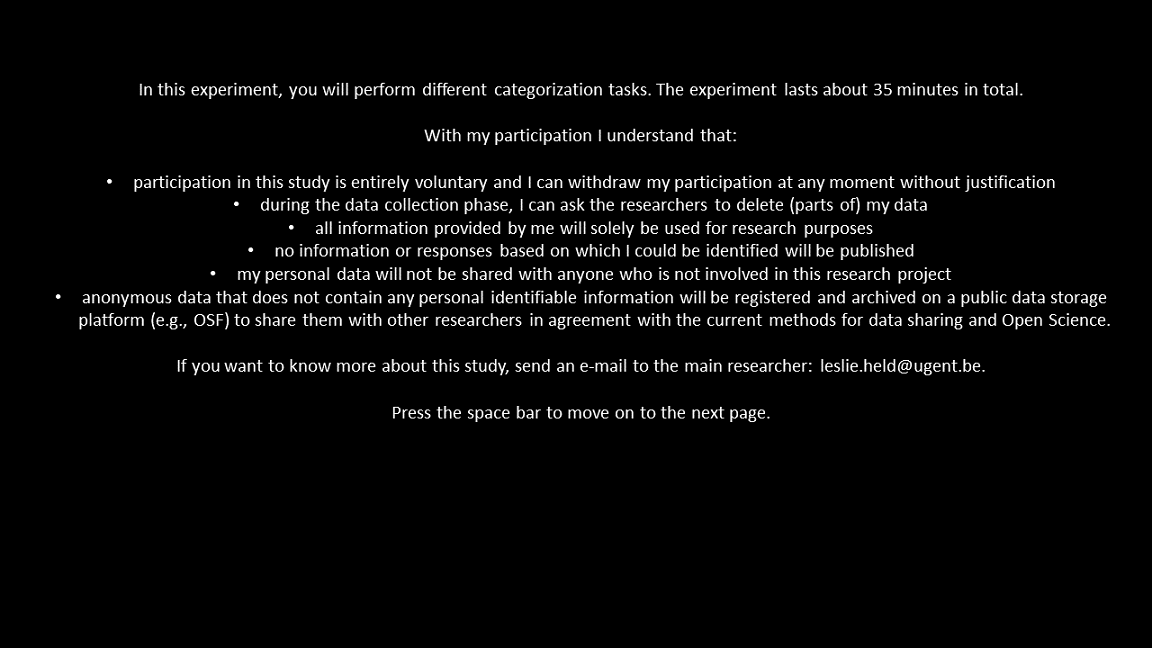 In this experiment, you will perform different categorization tasks. The experiment lasts about 35 minutes in total.
With my participation I understand that:
• participation in this study is entirely voluntary and I can withdraw my participation at any moment without justification
• during the data collection phase, I can ask the researchers to delete (parts of) my data
• all information provided by me will solely be used for research purposes
• no information or responses based on which I could be identified will be published
• my personal data will not be shared with anyone who is not involved in this research project
• anonymous data that does not contain any personal identifiable information will be registered and archived on a public data storage
platform (e.g., OSF) to share them with other researchers in agreement with the current methods for data sharing and Open Science.
If you want to know more about this study, send an e-mail to the main researcher: leslie.held@ugent.be.
Press the space bar to move on to the next page.